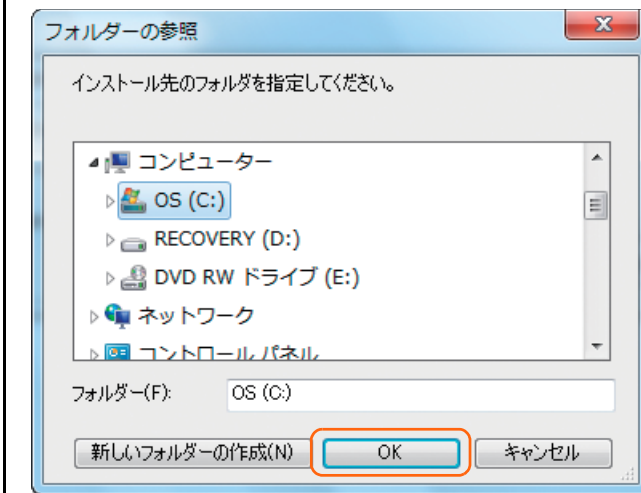 フォルダーの参照
インストール先のフォルダを指定してください。
コンピューター
OS (C:)
RECOVERY (D:)
DVD RW ドライブ (E:)
ネットワーク
コントロール パネル
フォルダー(F): OS (C:)
新しいフォルダーの作成(N) OK キャンセル